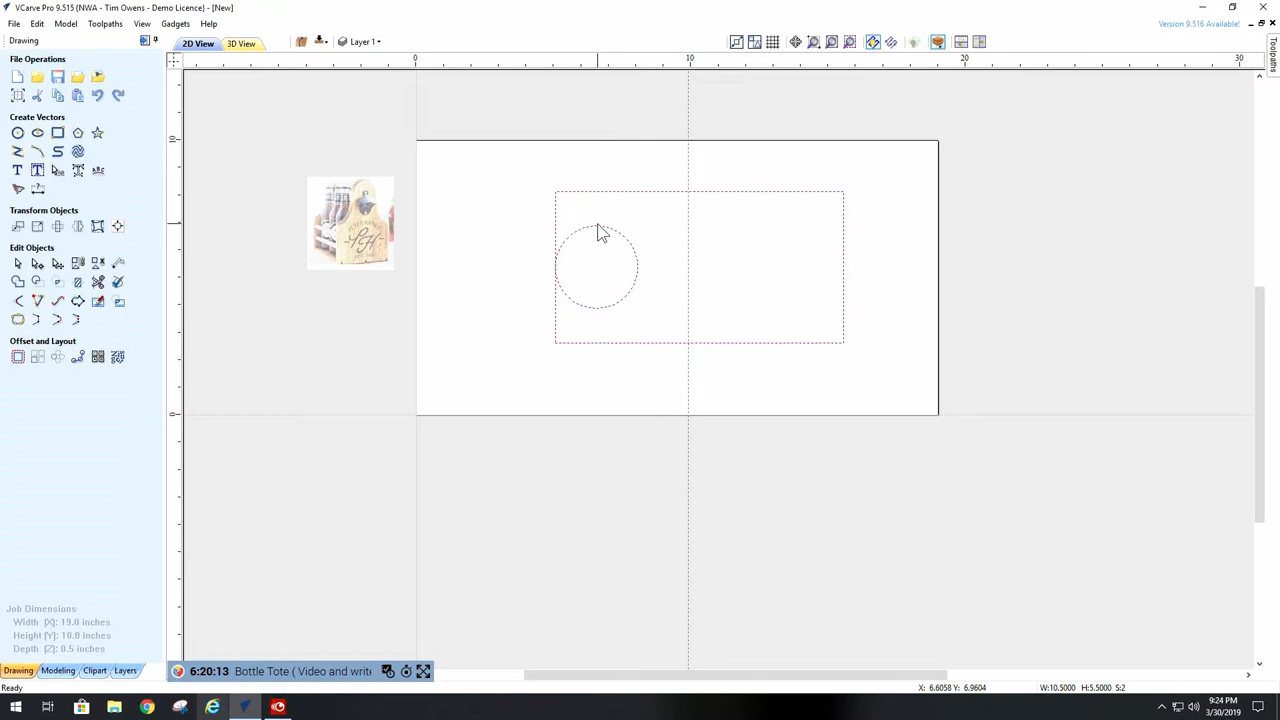 VCarve Pro 9.515 {NWA - Tim Owens - Demo Licence} - [New]
File Edit Model Toolpaths View Gadgets Help
Version 9.516 Available!
Drawing
2D View
3D View
Layer 1
Toolpaths
File Operations
0 10 20 30
Create Vectors
10
Transform Objects
Edit Objects
Offset and Layout
0
Job Dimensions
Width (X): 19.0 inches
Height (Y): 10.0 inches
Depth (Z): 0.5 inches
Drawing Modeling Clipart Layers
6:20:13 Bottle Tote ( Video and write
Ready
X: 6.6058 Y: 6.9604
W:10.5000 H:5.5000 S:2
9:24 PM
3/30/2019